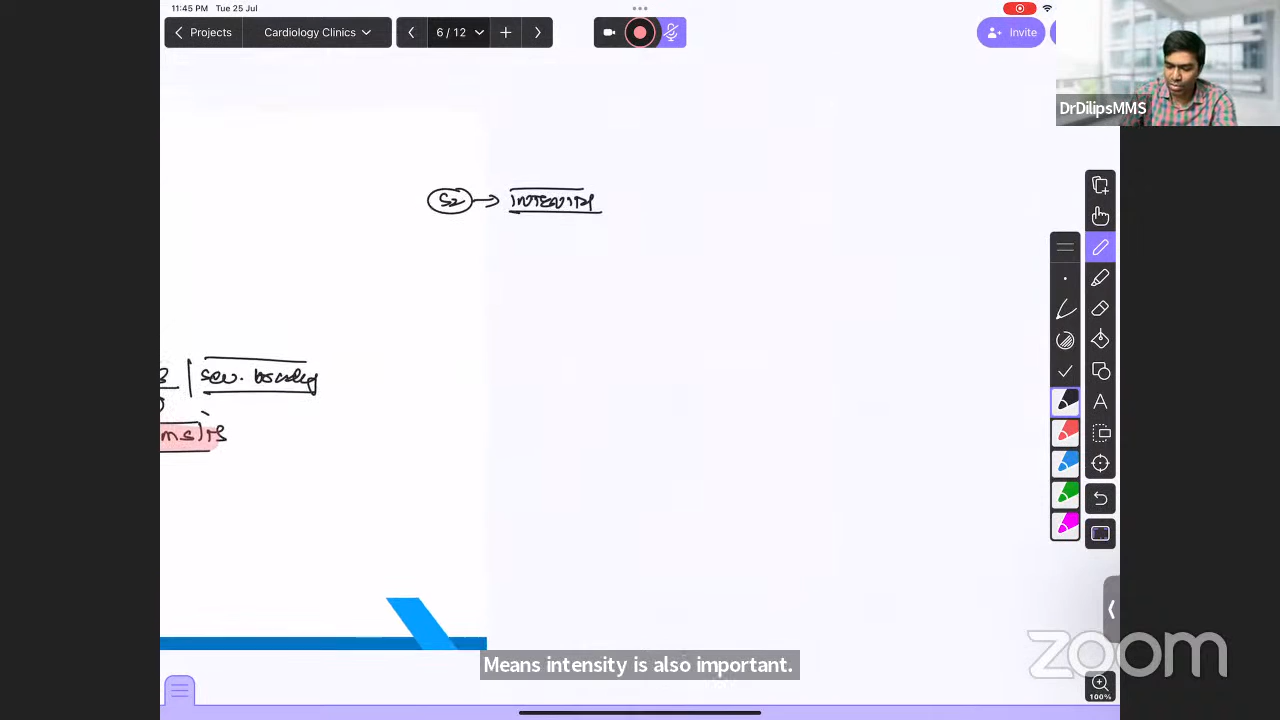 11:45 PM Tue 25 Jul
Projects Cardiology Clinics 6 / 12 Invite
DrDilipsMMS
S2 → INTENSITY
sev.
zoom
Means intensity is also important.
100%